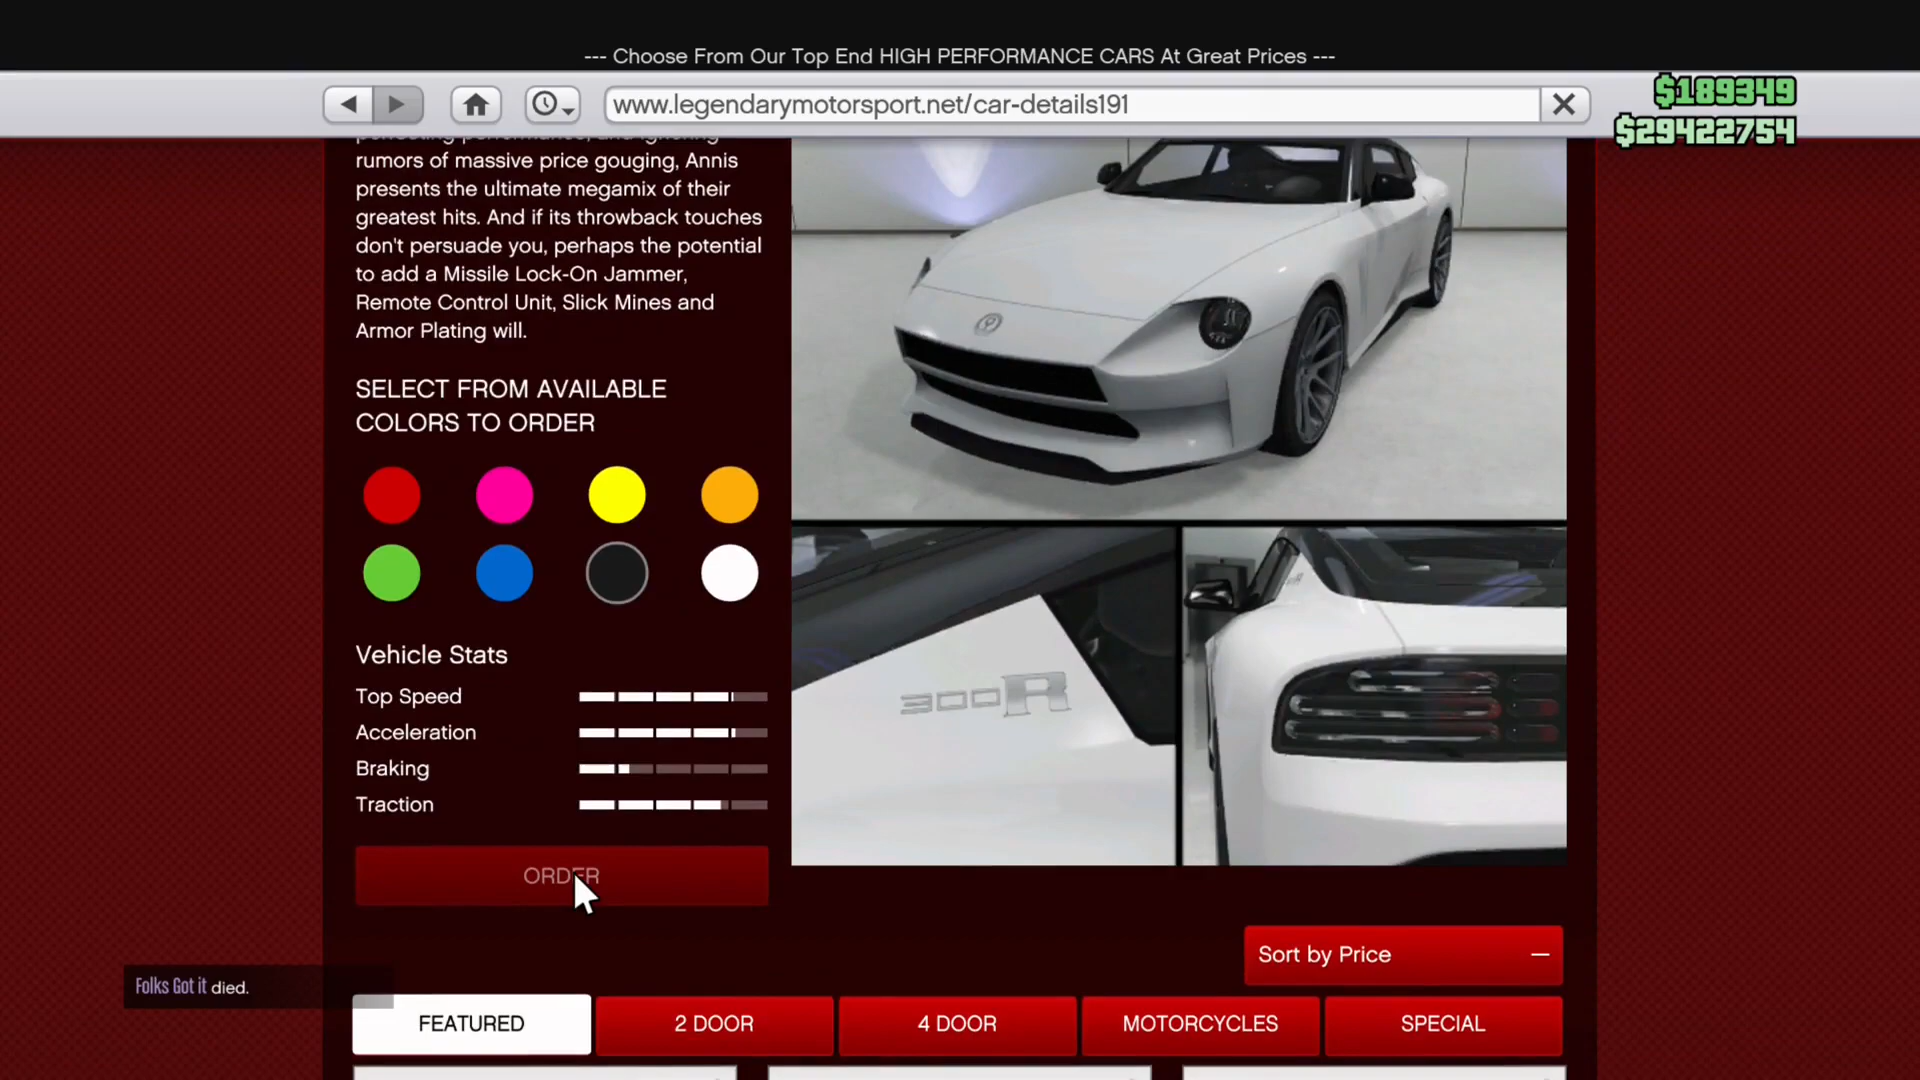 --- Choose From Our Top End HIGH PERFORMANCE CARS At Great Prices ---
www.legendarymotorsport.net/car-details191
$189349
$29422754
perfecting performance, and ignoring
rumors of massive price gouging, Annis
presents the ultimate megamix of their
greatest hits. And if its throwback touches
don't persuade you, perhaps the potential
to add a Missile Lock-On Jammer,
Remote Control Unit, Slick Mines and
Armor Plating will.
SELECT FROM AVAILABLE
COLORS TO ORDER
Vehicle Stats
Top Speed
Acceleration
Braking
Traction
300R
ORDER
Sort by Price
Folks Got it died.
FEATURED
2 DOOR
4 DOOR
MOTORCYCLES
SPECIAL